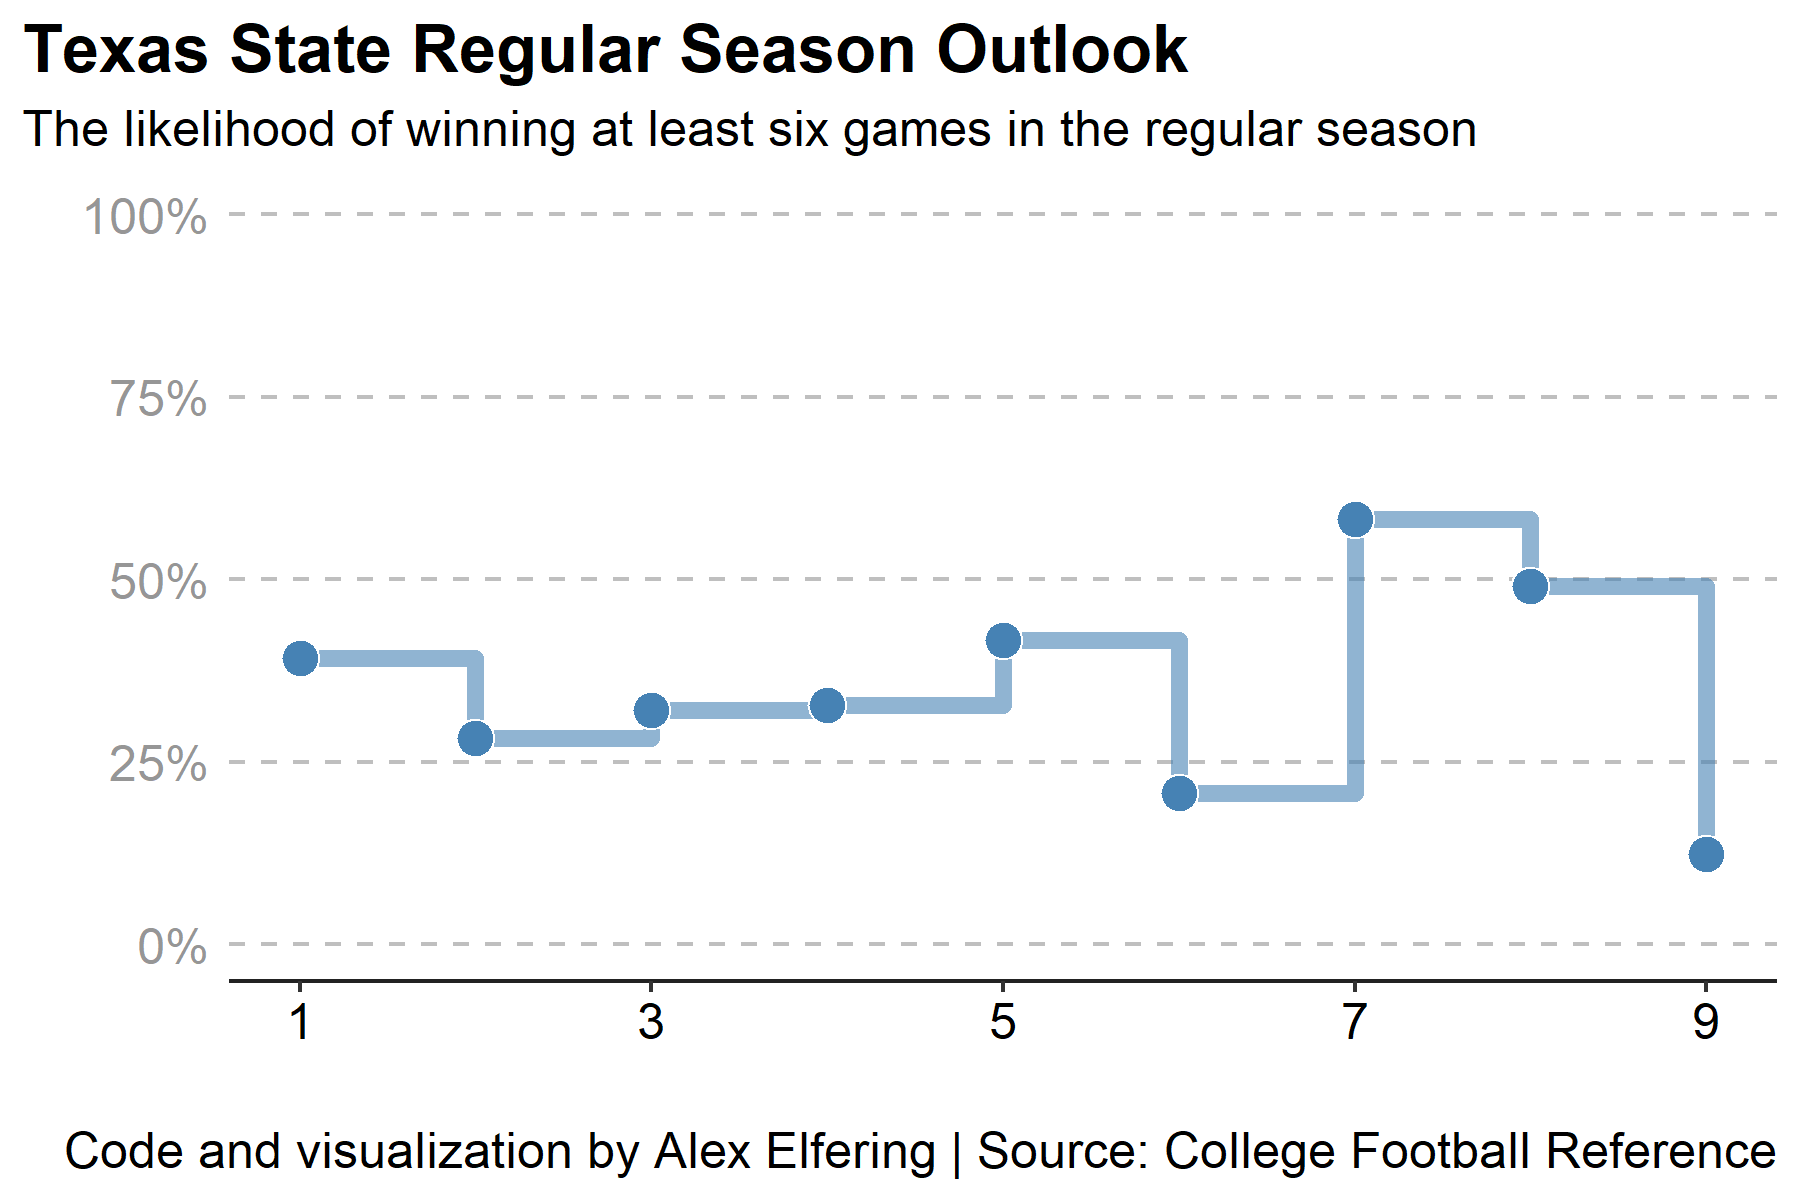 Texas State Regular Season Outlook
The likelihood of winning at least six games in the regular season
100%
75%
50%
25%
0%
1 3 5 7 9
Code and visualization by Alex Elfering | Source: College Football Reference